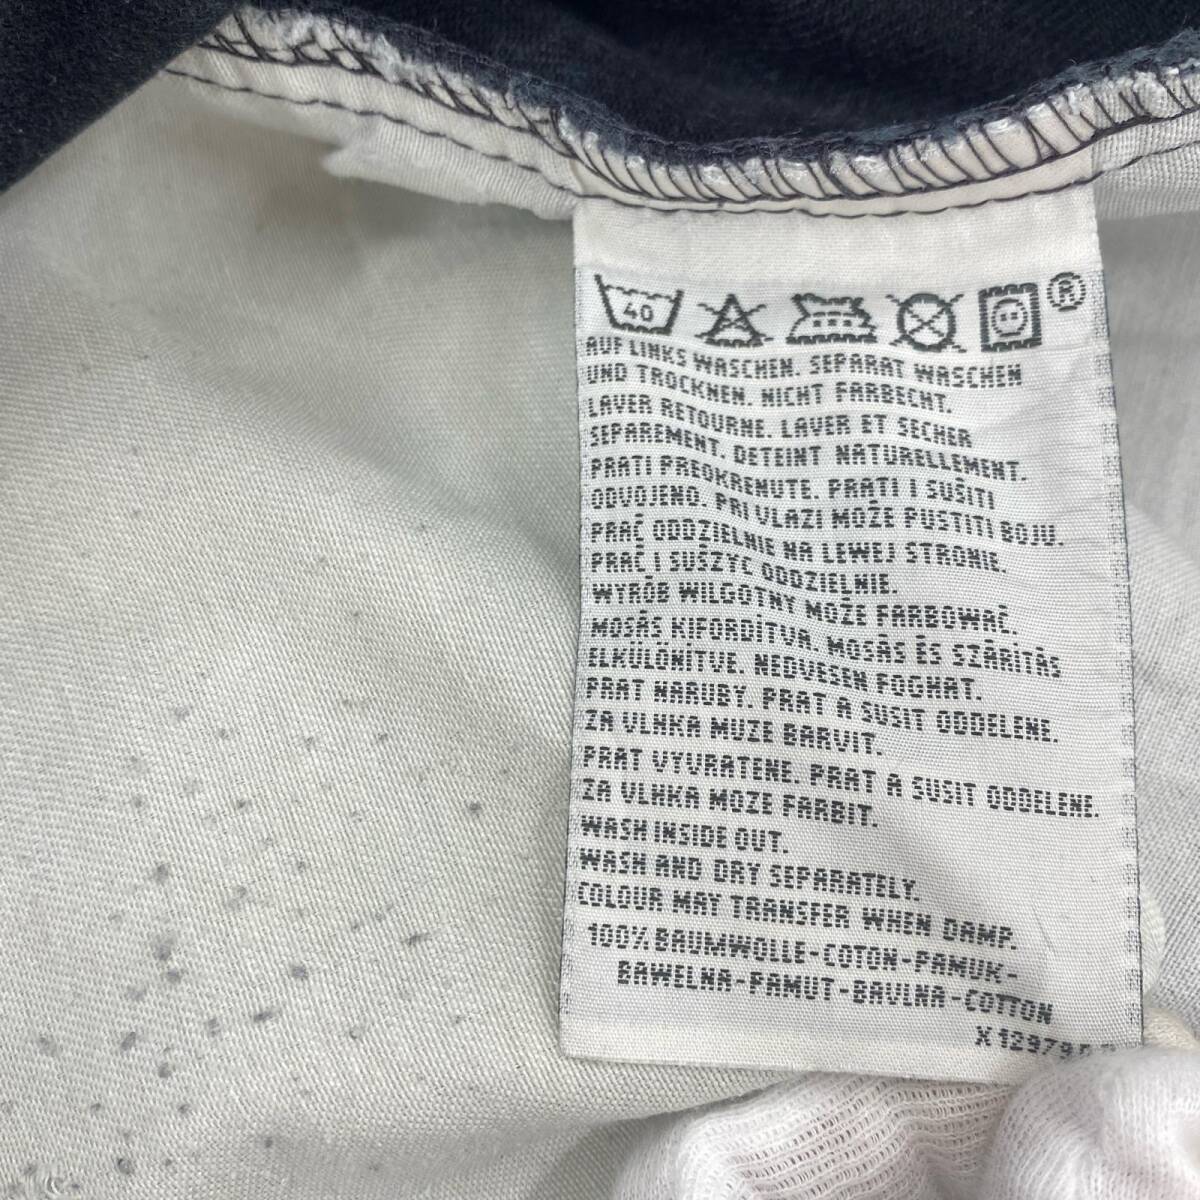 40 ®
AUF LINKS WASCHEN. SEPARAT WASCHEN
UND TROCKNEN. NICHT FARBECHT.
LAVER RETOURNE. LAVER ET SECHER
SEPAREMENT. DETEINT NATURELLEMENT.
PRATI PREOKRENUTE. PRATI I SUŠITI
ODVOJENO. PRI VLAZI MOŽE PUSTITI BOJU.
PRAĆ ODDZIELNIE NA LEWEJ STRONIE.
PRAĆ I SUŠZYC ODDZIELNIE.
WYRÓB WILGOTNY MOŽE FARBOWAĆ.
MOSÁS KIFORDÍTVA. MOSÁS ÉS SZÁRÍTÁS
ELKÜLÖNÍTVE. NEDVESEN FOGHAT.
PRAT NARUBY. PRAT A SUSIT ODDELENE.
ZA VLHKA MUZE BARVIT.
PRAT VYVRATENE. PRAT A SUSIT ODDELENE.
ZA VLHKA MOZE FARBIT.
WASH INSIDE OUT.
WASH AND DRY SEPARATELY.
COLOUR MAY TRANSFER WHEN DAMP.
100% BAUMWOLLE-COTON-PAMUK-
BAWELNA-PAMUT-BAVLNA-COTTON